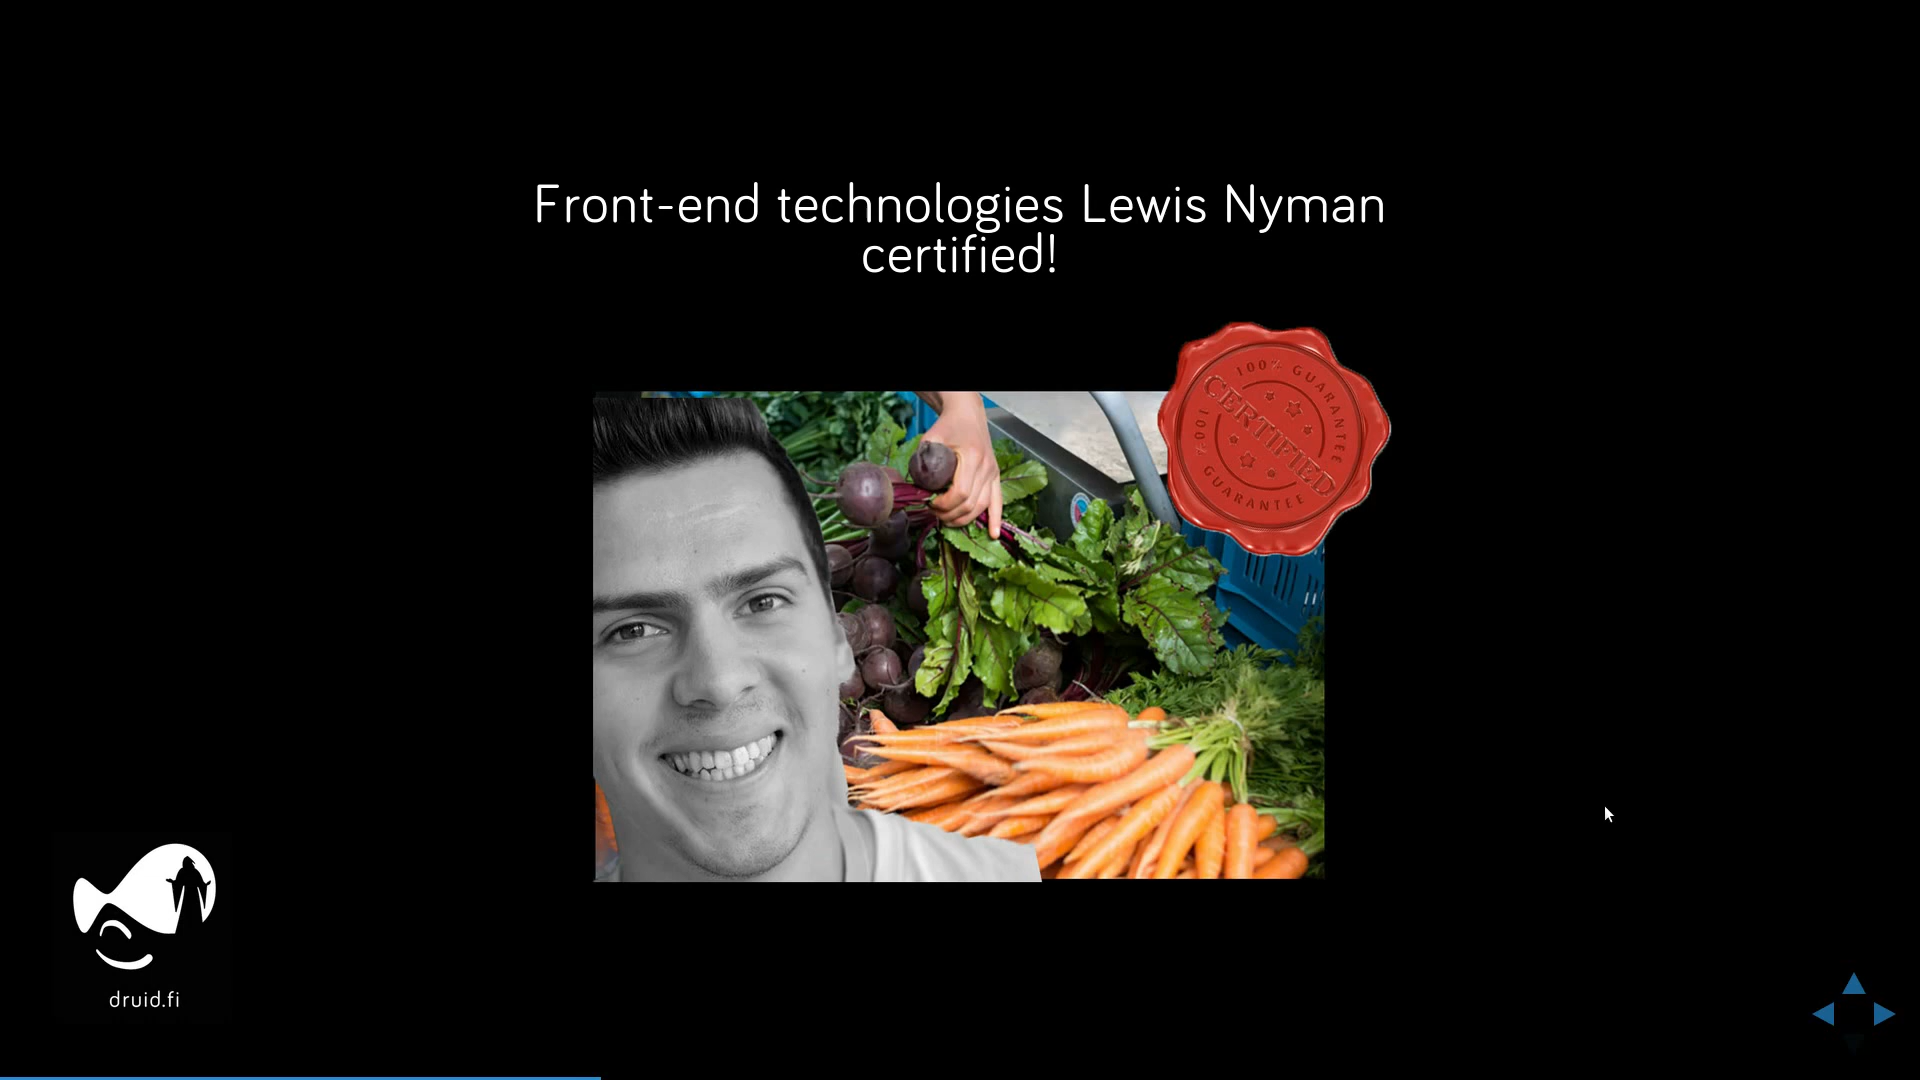 Front-end technologies Lewis Nyman
certified!
100% GUARANTEE
CERTIFIED
100%
GUARANTEE
druid.fi